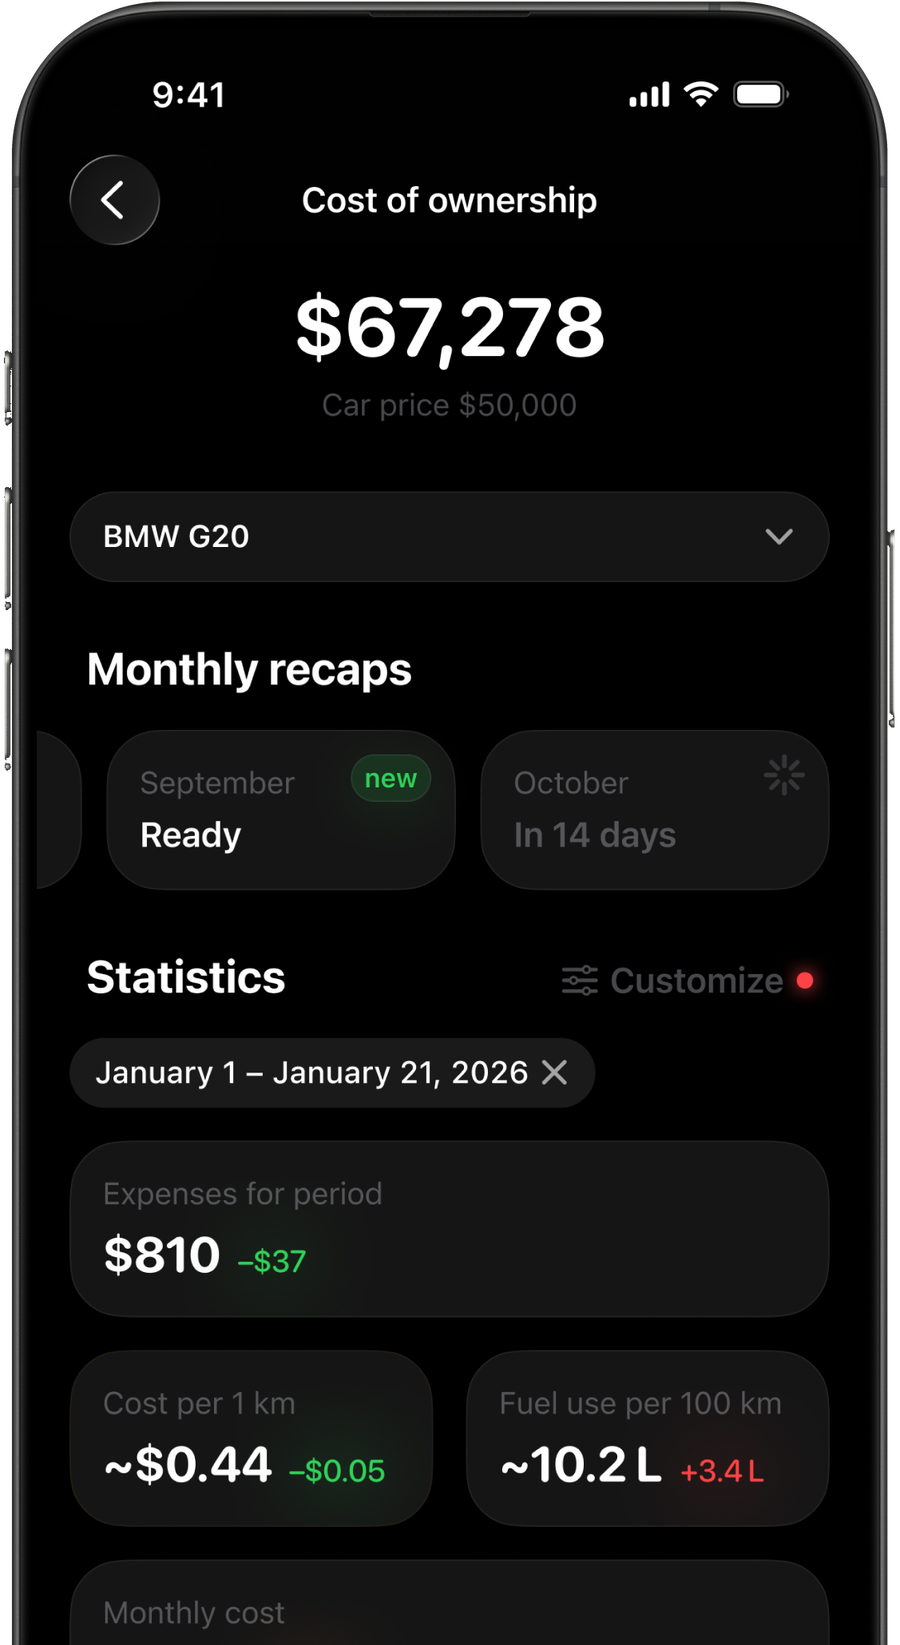 9:41
Cost of ownership
$67,278
Car price $50,000
BMW G20
Monthly recaps
September
new
Ready
October
In 14 days
Statistics
Customize
January 1 – January 21, 2026
Expenses for period
$810 –$37
Cost per 1 km
~$0.44 –$0.05
Fuel use per 100 km
~10.2 L +3.4 L
Monthly cost